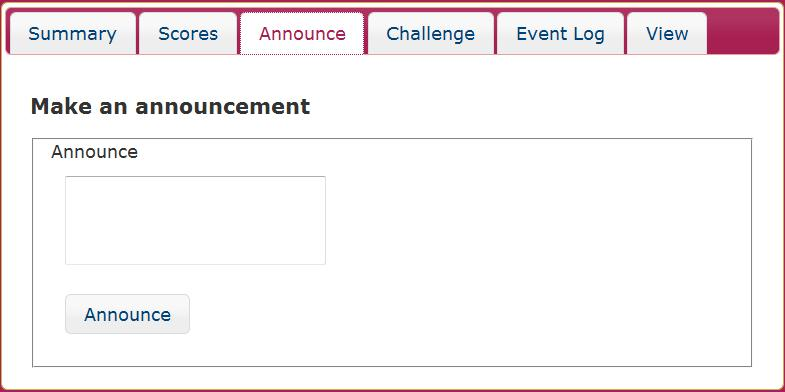 Summary Scores Announce Challenge Event Log View
Make an announcement
Announce
Announce